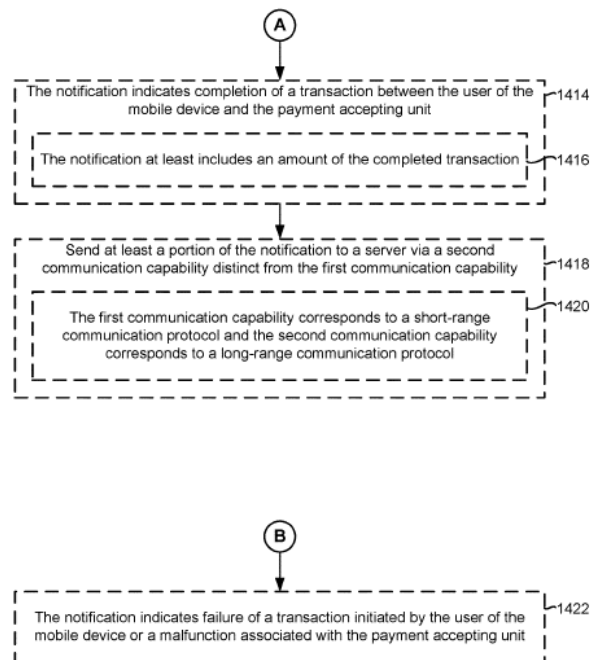 A
The notification indicates completion of a transaction between the user of the
mobile device and the payment accepting unit
1414
The notification at least includes an amount of the completed transaction
1416
Send at least a portion of the notification to a server via a second
communication capability distinct from the first communication capability
1418
The first communication capability corresponds to a short-range
communication protocol and the second communication capability
corresponds to a long-range communication protocol
1420
B
The notification indicates failure of a transaction initiated by the user of the
mobile device or a malfunction associated with the payment accepting unit
1422